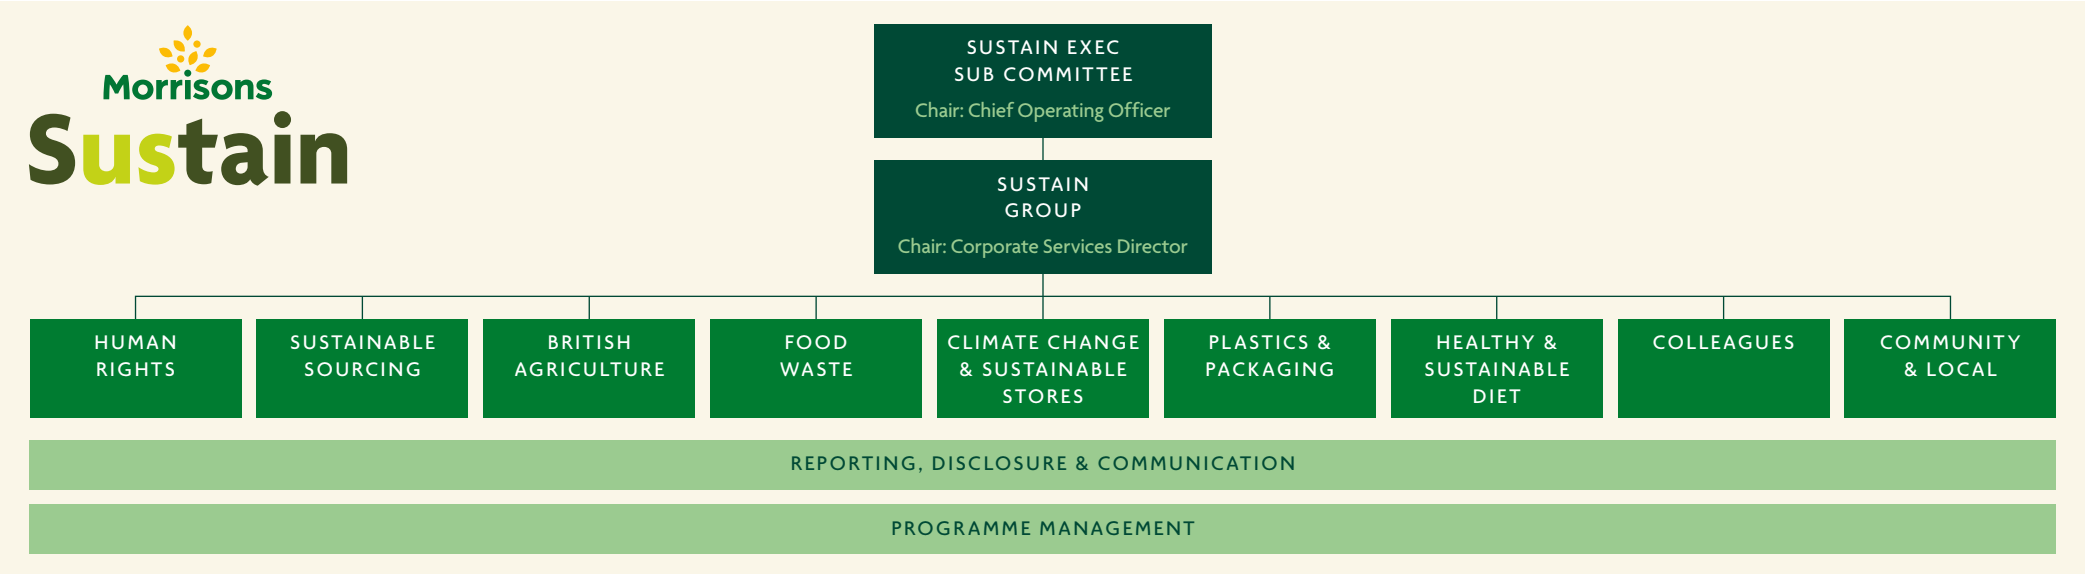 Morrisons
Sustain
SUSTAIN EXEC
SUB COMMITTEE
Chair: Chief Operating Officer
SUSTAIN
GROUP
Chair: Corporate Services Director
HUMAN
RIGHTS
SUSTAINABLE
SOURCING
BRITISH
AGRICULTURE
FOOD
WASTE
CLIMATE CHANGE
& SUSTAINABLE
STORES
PLASTICS &
PACKAGING
HEALTHY &
SUSTAINABLE
DIET
COLLEAGUES
COMMUNITY
& LOCAL
REPORTING, DISCLOSURE & COMMUNICATION
PROGRAMME MANAGEMENT